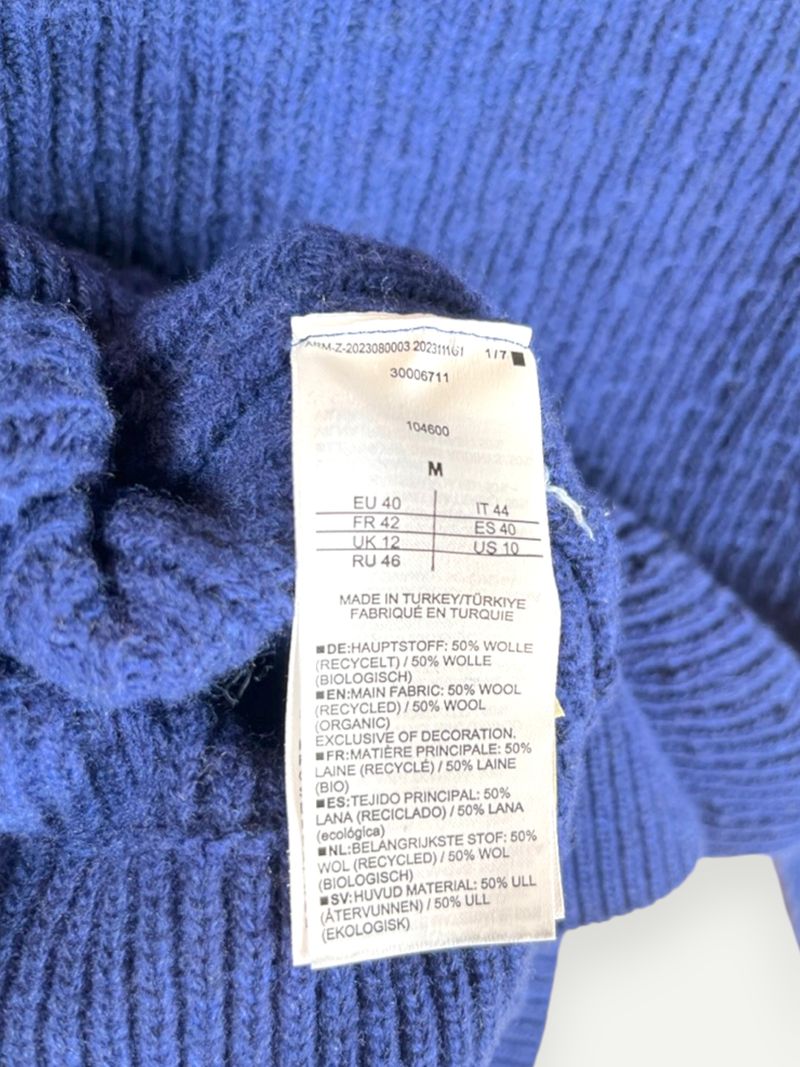 1/7
30006711
104600
M
EU 40 IT 44
FR 42 ES 40
UK 12 US 10
RU 46
MADE IN TURKEY/TÜRKIYE
FABRIQUÉ EN TURQUIE
DE:HAUPTSTOFF: 50% WOLLE
(RECYCELT) / 50% WOLLE
(BIOLOGISCH)
EN:MAIN FABRIC: 50% WOOL
(RECYCLED) / 50% WOOL
(ORGANIC)
EXCLUSIVE OF DECORATION.
FR:MATIÈRE PRINCIPALE: 50%
LAINE (RECYCLÉ) / 50% LAINE
(BIO)
ES:TEJIDO PRINCIPAL: 50%
LANA (RECICLADO) / 50% LANA
(ecológica)
NL:BELANGRIJKSTE STOF: 50%
WOL (RECYCLED) / 50% WOL
(BIOLOGISCH)
SV:HUVUD MATERIAL: 50% ULL
(ÅTERVUNNEN) / 50% ULL
(EKOLOGISK)